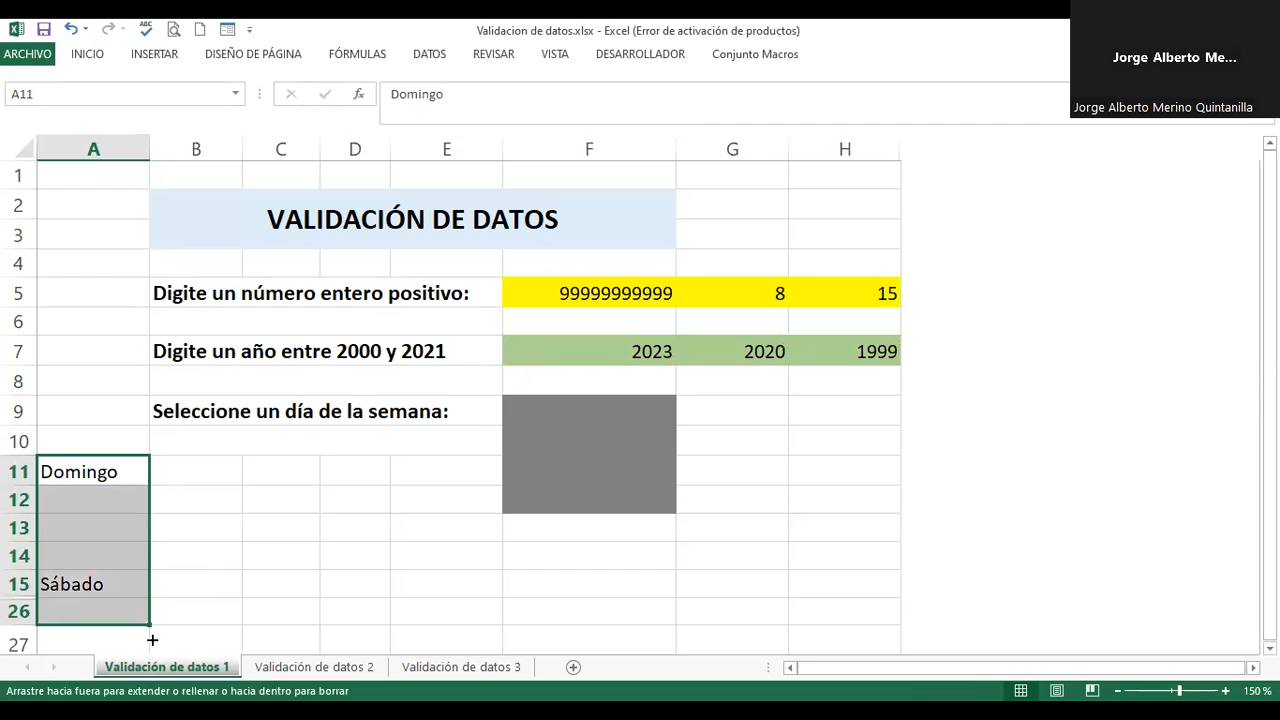 Validacion de datos.xlsx - Excel (Error de activación de productos)
ARCHIVO INICIO INSERTAR DISEÑO DE PÁGINA FÓRMULAS DATOS REVISAR VISTA DESARROLLADOR Conjunto Macros
Jorge Alberto Me...
Jorge Alberto Merino Quintanilla
A11 fx Domingo
A B C D E F G H
1
2
VALIDACIÓN DE DATOS
3
4
5 Digite un número entero positivo: 99999999999 8 15
6
7 Digite un año entre 2000 y 2021 2023 2020 1999
8
9 Seleccione un día de la semana:
10
11 Domingo
12
13
14
15 Sábado
26
27
Validación de datos 1 Validación de datos 2 Validación de datos 3
Arrastre hacia fuera para extender o rellenar o hacia dentro para borrar
150 %